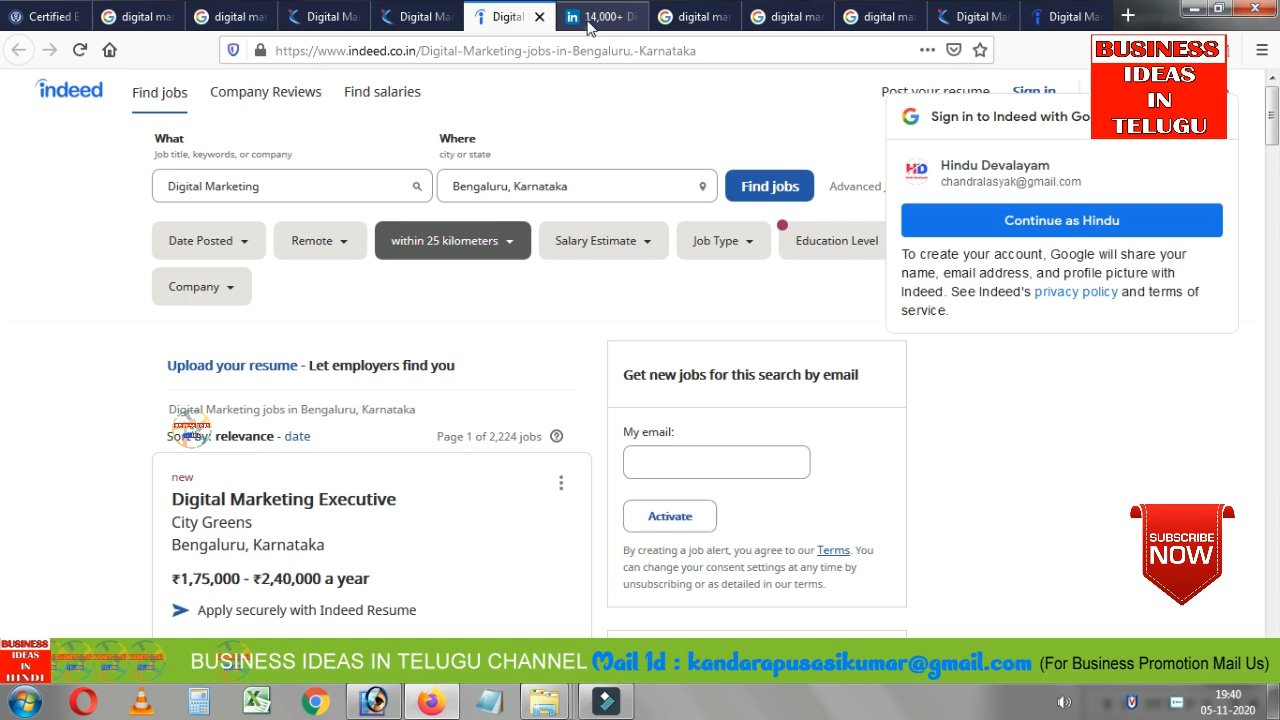 Certified E
digital mar
digital mar
Digital Ma
Digital Ma
Digital
14,000+ Di
digital mar
digital mar
digital mar
Digital Ma
Digital Ma
https://www.indeed.co.in/Digital-Marketing-jobs-in-Bengaluru,-Karnataka
BUSINESS
IDEAS
IN
TELUGU
indeed
Find jobs
Company Reviews
Find salaries
Post your resume
Sign in
Sign in to Indeed with Goo
Hindu Devalayam
chandralasyak@gmail.com
Continue as Hindu
To create your account, Google will share your
name, email address, and profile picture with
Indeed. See Indeed's privacy policy and terms of
service.
What
Job title, keywords, or company
Where
city or state
Digital Marketing
Bengaluru, Karnataka
Find jobs
Advanced
Date Posted
Remote
within 25 kilometers
Salary Estimate
Job Type
Education Level
Company
Upload your resume - Let employers find you
Digital Marketing jobs in Bengaluru, Karnataka
Sort by: relevance - date
Page 1 of 2,224 jobs
new
Digital Marketing Executive
City Greens
Bengaluru, Karnataka
₹1,75,000 - ₹2,40,000 a year
Apply securely with Indeed Resume
Get new jobs for this search by email
My email:
Activate
By creating a job alert, you agree to our Terms. You
can change your consent settings at any time by
unsubscribing or as detailed in our terms.
SUBSCRIBE
NOW
BUSINESS
IDEAS
IN
HINDI
BUSINESS IDEAS IN TELUGU CHANNEL Mail Id : kandarapusasikumar@gmail.com (For Business Promotion Mail Us)
19:40
05-11-2020